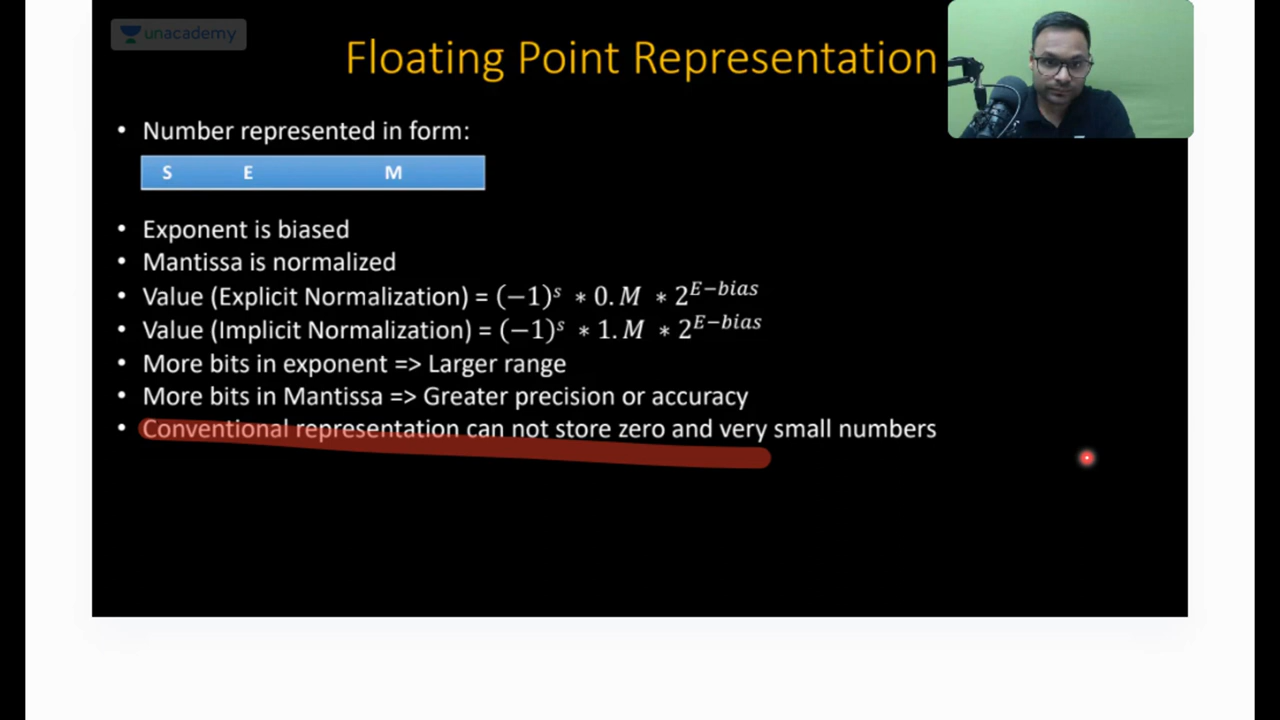 unacademy
Floating Point Representation
• Number represented in form:
S E M
• Exponent is biased
• Mantissa is normalized
• Value (Explicit Normalization) = (−1)ˢ * 0.M * 2ᴱ⁻ᵇⁱᵃˢ
• Value (Implicit Normalization) = (−1)ˢ * 1.M * 2ᴱ⁻ᵇⁱᵃˢ
• More bits in exponent => Larger range
• More bits in Mantissa => Greater precision or accuracy
• Conventional representation can not store zero and very small numbers